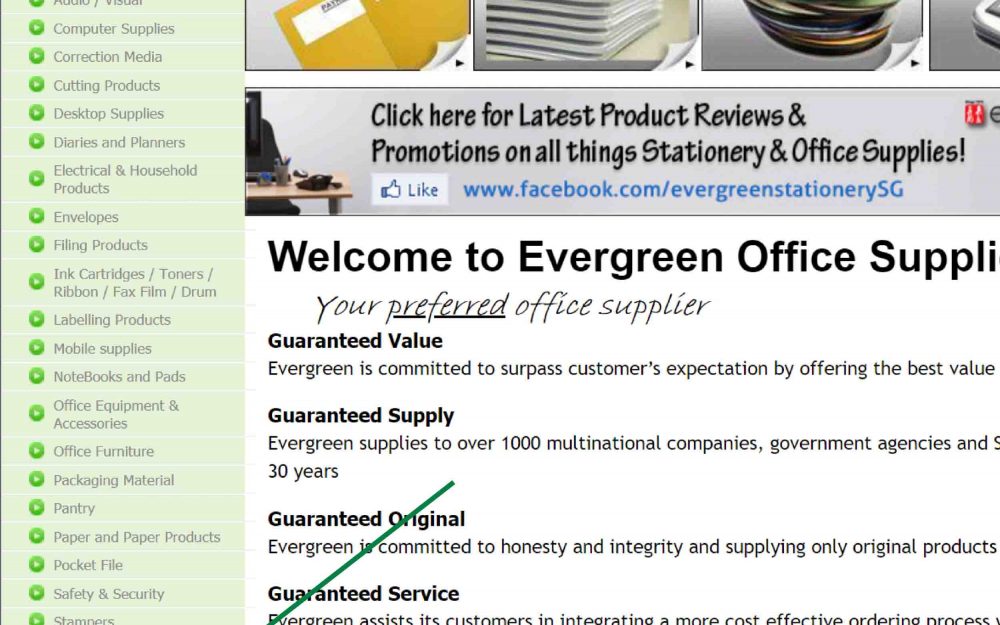 Audio / Visual
Computer Supplies
Correction Media
Cutting Products
Desktop Supplies
Diaries and Planners
Electrical & Household
Products
Envelopes
Filing Products
Ink Cartridges / Toners /
Ribbon / Fax Film / Drum
Labelling Products
Mobile supplies
NoteBooks and Pads
Office Equipment &
Accessories
Office Furniture
Packaging Material
Pantry
Paper and Paper Products
Pocket File
Safety & Security
Stampers
Click here for Latest Product Reviews &
Promotions on all things Stationery & Office Supplies!
Like www.facebook.com/evergreenstationerySG
Welcome to Evergreen Office Suppli
Your preferred office supplier
Guaranteed Value
Evergreen is committed to surpass customer’s expectation by offering the best value
Guaranteed Supply
Evergreen supplies to over 1000 multinational companies, government agencies and S
30 years
Guaranteed Original
Evergreen is committed to honesty and integrity and supplying only original products
Guaranteed Service
Evergreen assists its customers in integrating a more cost effective ordering process